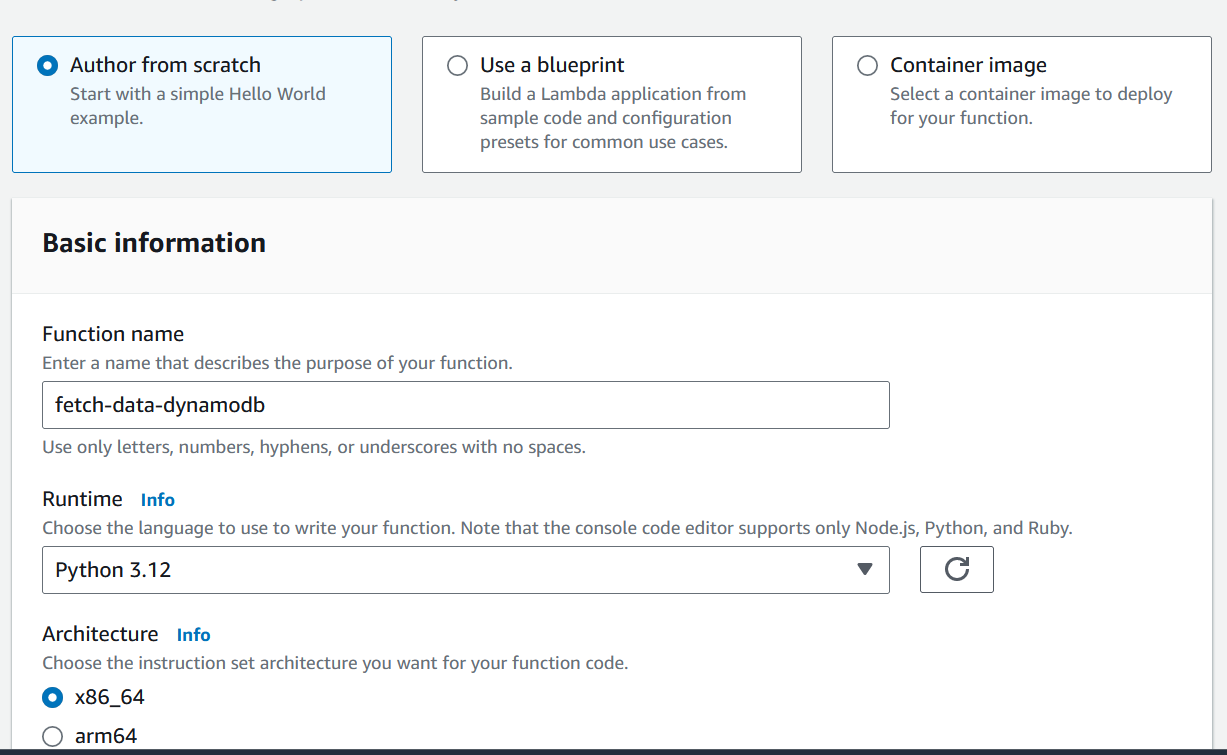 Author from scratch
Start with a simple Hello World
example.
Use a blueprint
Build a Lambda application from
sample code and configuration
presets for common use cases.
Container image
Select a container image to deploy
for your function.
Basic information
Function name
Enter a name that describes the purpose of your function.
fetch-data-dynamodb
Use only letters, numbers, hyphens, or underscores with no spaces.
Runtime Info
Choose the language to use to write your function. Note that the console code editor supports only Node.js, Python, and Ruby.
Python 3.12
Architecture Info
Choose the instruction set architecture you want for your function code.
x86_64
arm64